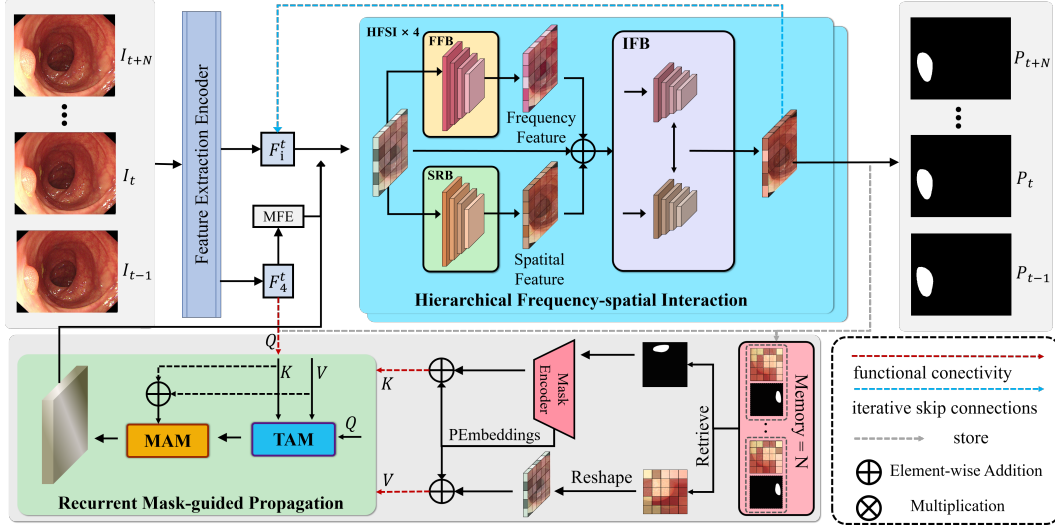 I_{t+N}
I_t
I_{t-1}
Feature Extraction Encoder
F_i^t
MFE
F_4^t
HFSI × 4
FFB
Frequency
Feature
SRB
Spatital
Feature
IFB
Hierarchical Frequency-spatial Interaction
P_{t+N}
P_t
P_{t-1}
Q
K
V
Q
MAM
TAM
Recurrent Mask-guided Propagation
K
V
Mask
Encoder
PEmbeddings
Reshape
Retrieve
Memory = N
functional conectivity
iterative skip connections
store
Element-wise Addition
Multiplication